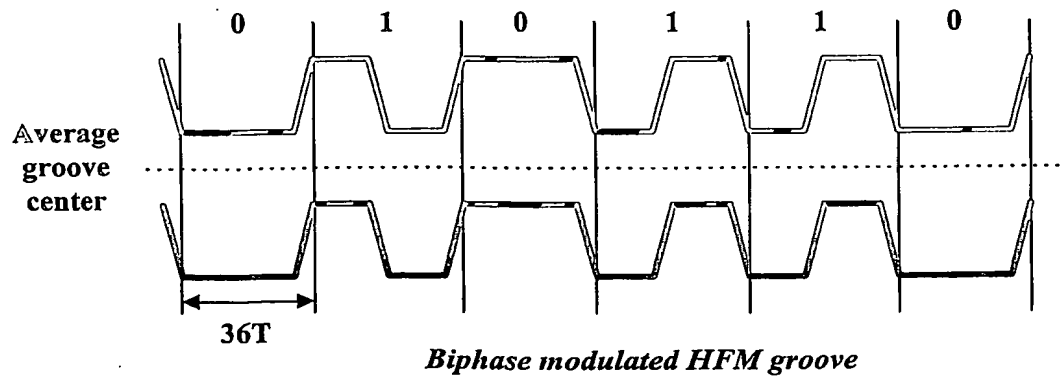 0 1 0 1 1 0
Average
groove
center
36T
Biphase modulated HFM groove